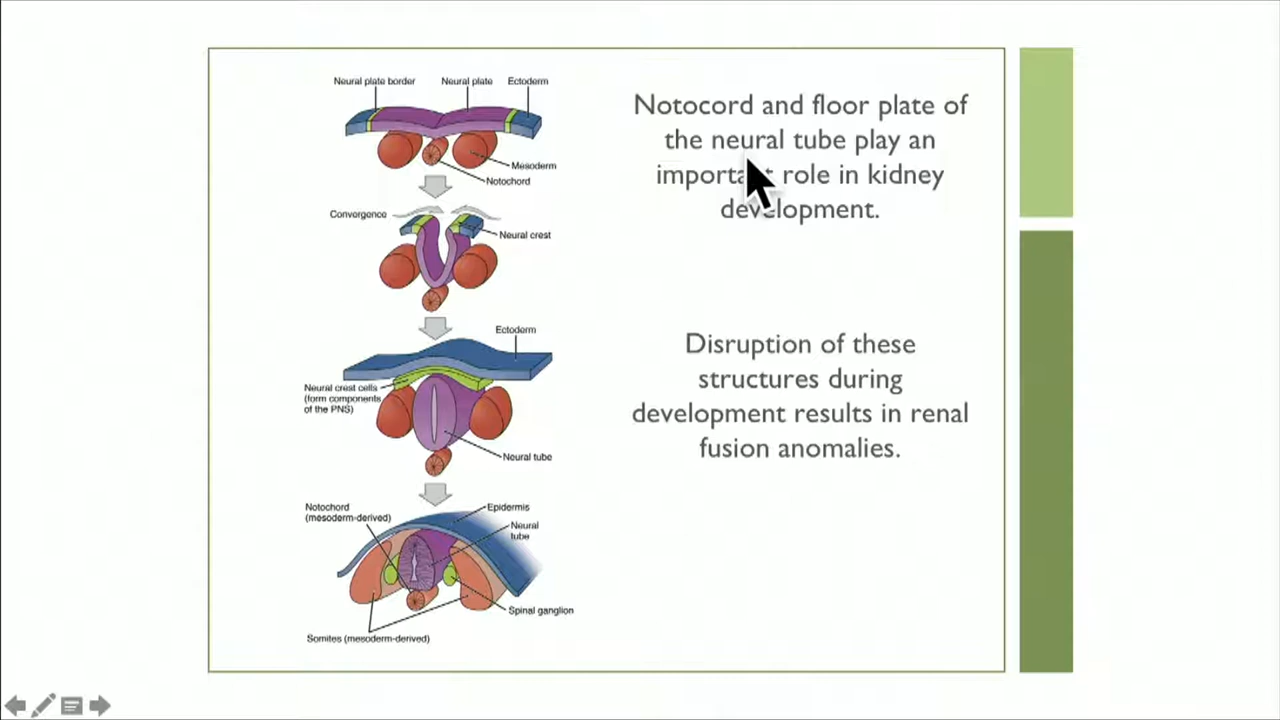 Neural plate border
Neural plate
Ectoderm
Mesoderm
Notochord
Convergence
Neural crest
Ectoderm
Neural crest cells
(form components
of the PNS)
Neural tube
Notochord
(mesoderm-derived)
Epidermis
Neural
tube
Spinal ganglion
Somites (mesoderm-derived)
Notocord and floor plate of
the neural tube play an
important role in kidney
development.
Disruption of these
structures during
development results in renal
fusion anomalies.